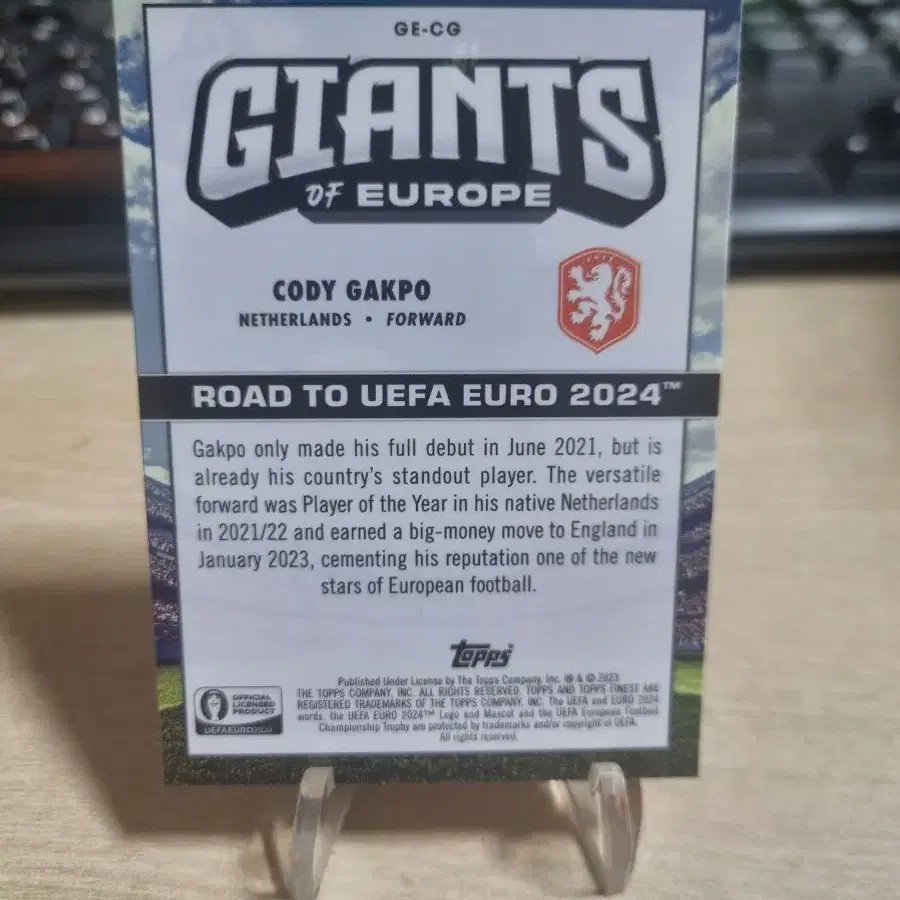 GE-CG
GIANTS
OF EUROPE
CODY GAKPO
NETHERLANDS • FORWARD
ROAD TO UEFA EURO 2024™
Gakpo only made his full debut in June 2021, but is
already his country's standout player. The versatile
forward was Player of the Year in his native Netherlands
in 2021/22 and earned a big-money move to England in
January 2023, cementing his reputation one of the new
stars of European football.
Topps
Published Under License by The Topps Company, Inc. ® & © 2023
THE TOPPS COMPANY, INC. ALL RIGHTS RESERVED. TOPPS AND TOPPS FINEST ARE
REGISTERED TRADEMARKS OF THE TOPPS COMPANY, INC. The UEFA and EURO 2024
words, the UEFA EURO 2024™ Logo and Mascot and the UEFA European Football
Championship Trophy are protected by trademarks and/or copyright of UEFA.
All rights reserved.
OFFICIAL
LICENSED
PRODUCT
UEFA EURO2024